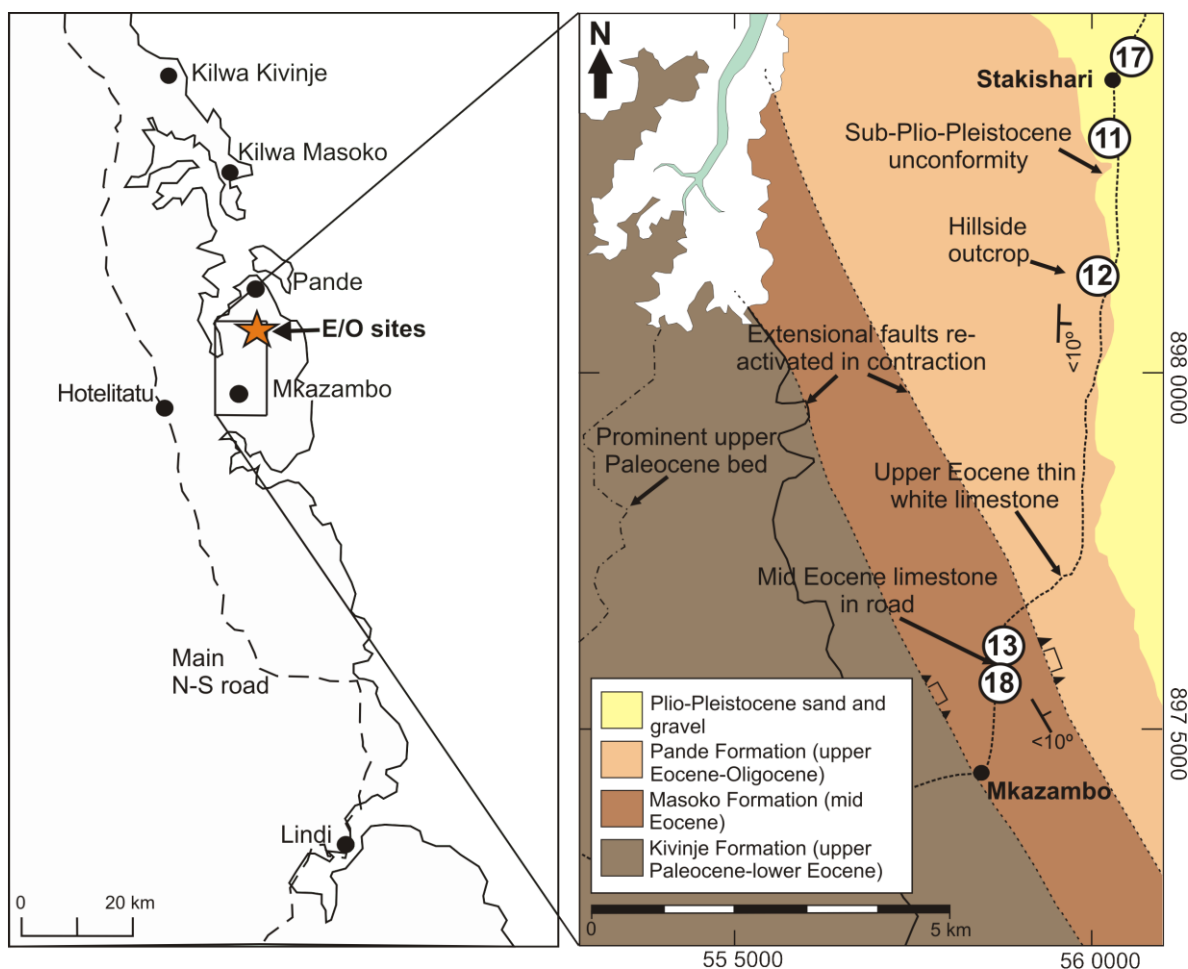 Kilwa Kivinje
Kilwa Masoko
Pande
E/O sites
Hotelitatu
Mkazambo
Main
N-S road
Lindi
0
20 km
N
17
Stakishari
11
Sub-Plio-Pleistocene
unconformity
Hillside
outcrop
12
<10º
Extensional faults re-
activated in contraction
898 0000
Prominent upper
Paleocene bed
Upper Eocene thin
white limestone
Mid Eocene limestone
in road
13
18
<10º
897 5000
Mkazambo
Plio-Pleistocene sand and
gravel
Pande Formation (upper
Eocene-Oligocene)
Masoko Formation (mid
Eocene)
Kivinje Formation (upper
Paleocene-lower Eocene)
0
5 km
55 5000
56 0000